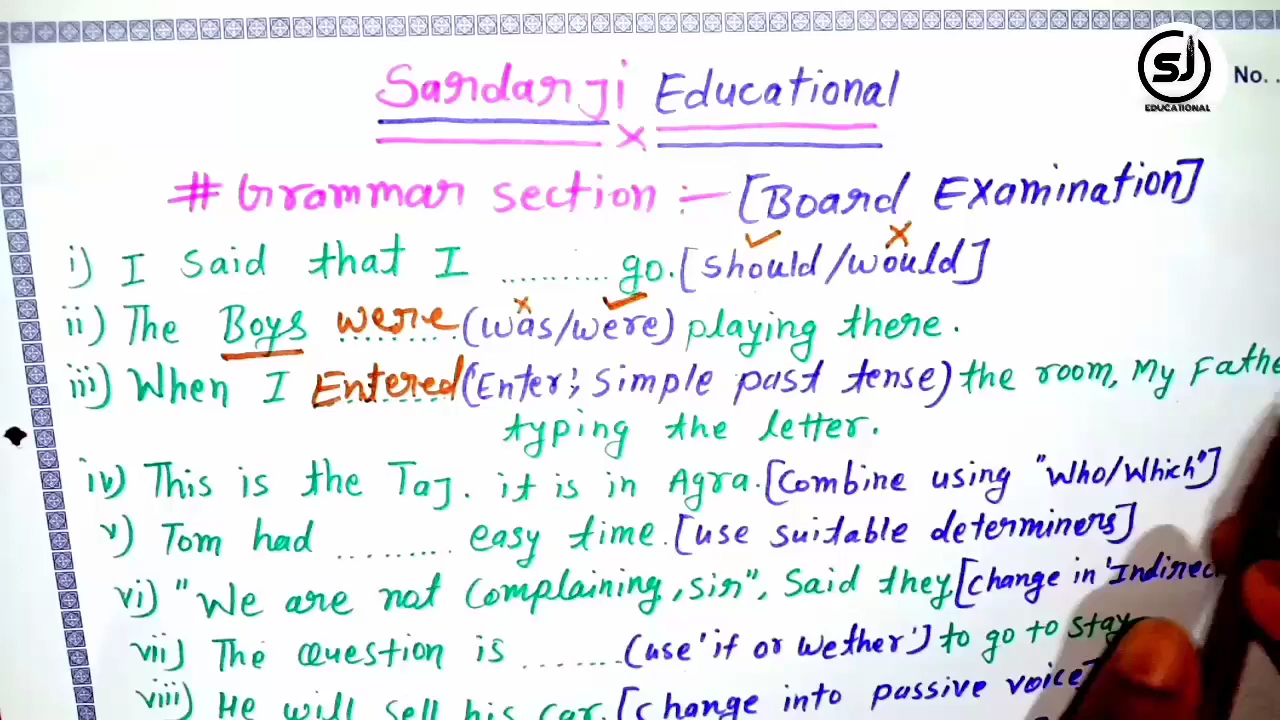 Sardar Ji Educational
SJ
EDUCATIONAL
No. .
# Grammar section :- [Board Examination]
i) I said that I .......... go. [should/would]
ii) The Boys were (was/were) playing there.
iii) When I Entered (Enter; simple past tense) the room, My Fathe
typing the letter.
iv) This is the Taj. it is in Agra. [Combine using "Who/Which"]
v) Tom had .......... easy time. [use suitable determiners]
vi) "We are not Complaining, sir", Said they, [change in 'Indirec
vii) The Question is ....... (use 'if or wether') to go to stay
viii) He will sell his car. [change into passive voice]